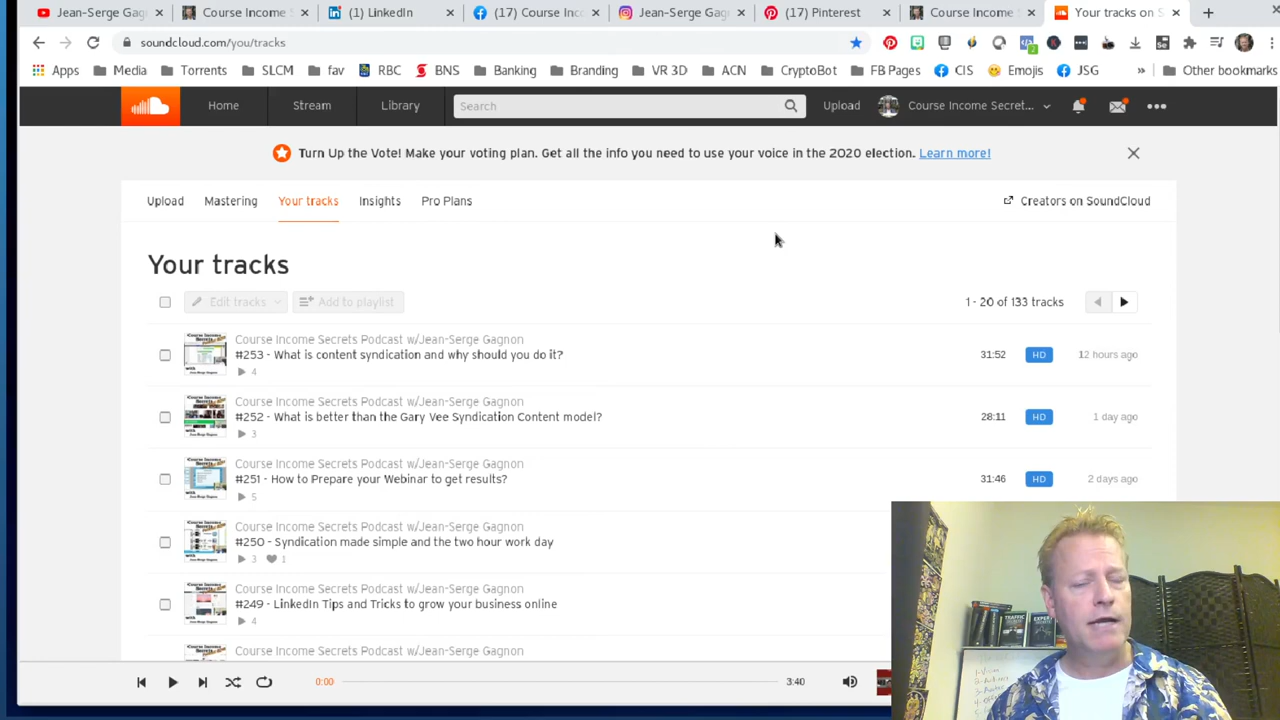 Jean-Serge Gagn
Course Income S
(1) LinkedIn
(17) Course Inc
Jean-Serge Gag
(17) Pinterest
Course Income S
Your tracks on S
soundcloud.com/you/tracks
Apps
Media
Torrents
SLCM
fav
RBC
BNS
Banking
Branding
VR 3D
ACN
CryptoBot
FB Pages
CIS
Emojis
JSG
»
Other bookmarks
Home
Stream
Library
Search
Upload
Course Income Secret...
Turn Up the Vote! Make your voting plan. Get all the info you need to use your voice in the 2020 election. Learn more!
Upload
Mastering
Your tracks
Insights
Pro Plans
Creators on SoundCloud
Your tracks
Edit tracks
Add to playlist
1 - 20 of 133 tracks
Course Income Secrets Podcast w/Jean-Serge Gagnon
#253 - What is content syndication and why should you do it?
4
31:52
HD
12 hours ago
Course Income Secrets Podcast w/Jean-Serge Gagnon
#252 - What is better than the Gary Vee Syndication Content model?
3
28:11
HD
1 day ago
Course Income Secrets Podcast w/Jean-Serge Gagnon
#251 - How to Prepare your Webinar to get results?
5
31:46
HD
2 days ago
Course Income Secrets Podcast w/Jean-Serge Gagnon
#250 - Syndication made simple and the two hour work day
3
1
Course Income Secrets Podcast w/Jean-Serge Gagnon
#249 - LinkedIn Tips and Tricks to grow your business online
4
Course Income Secrets Podcast w/Jean-Serge Gagnon
0:00
3:40
TRAFFIC
EXPERT